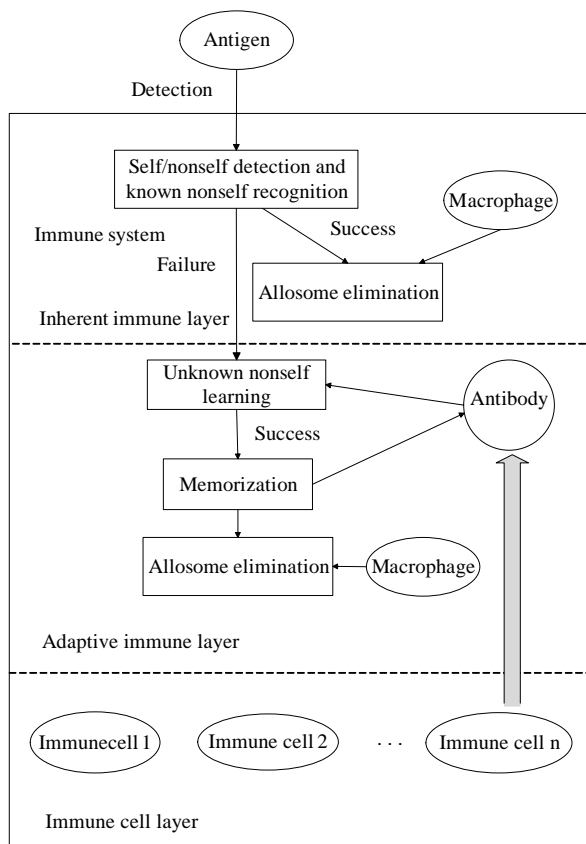 Antigen
Detection
Self/nonself detection and
known nonself recognition
Macrophage
Immune system
Success
Failure
Allosome elimination
Inherent immune layer
Unknown nonself
learning
Antibody
Success
Memorization
Allosome elimination
Macrophage
Adaptive immune layer
Immunecell 1
Immune cell 2
. . .
Immune cell n
Immune cell layer